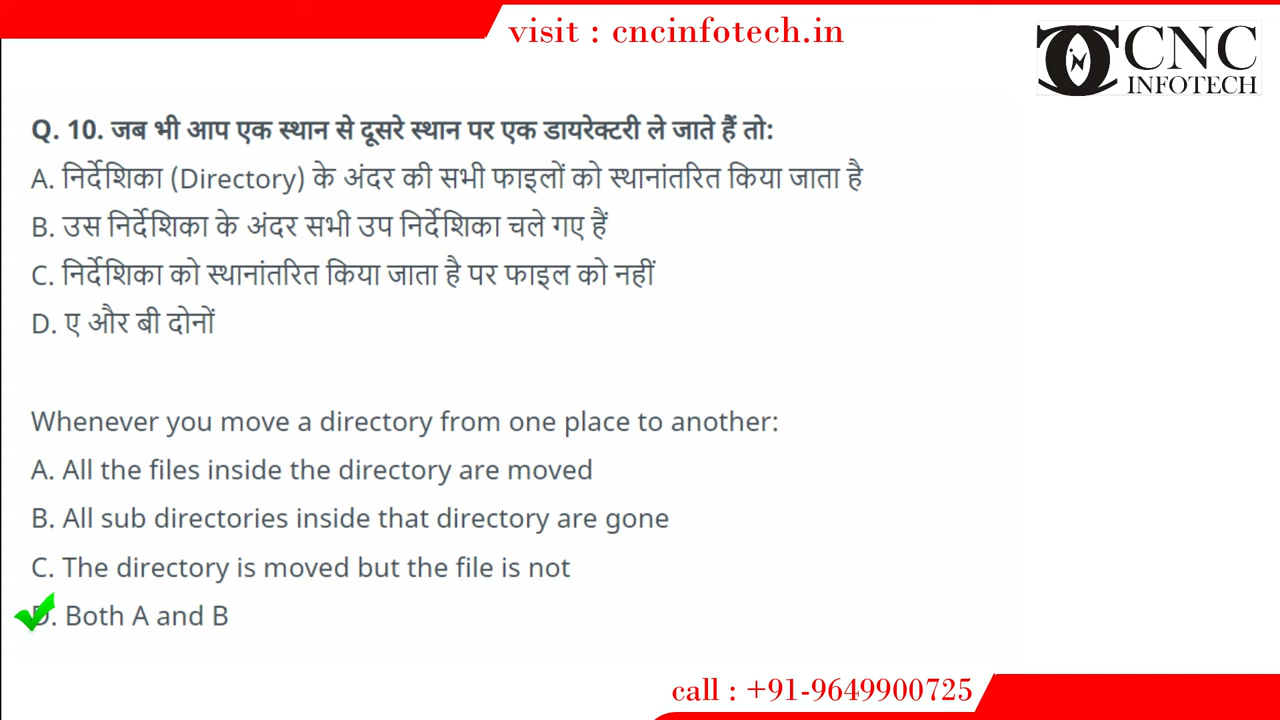 visit : cncinfotech.in
CNC
INFOTECH
Q. 10. जब भी आप एक स्थान से दूसरे स्थान पर एक डायरेक्टरी ले जाते हैं तो:
A. निर्देशिका (Directory) के अंदर की सभी फाइलों को स्थानांतरित किया जाता है
B. उस निर्देशिका के अंदर सभी उप निर्देशिका चले गए हैं
C. निर्देशिका को स्थानांतरित किया जाता है पर फाइल को नहीं
D. ए और बी दोनों
Whenever you move a directory from one place to another:
A. All the files inside the directory are moved
B. All sub directories inside that directory are gone
C. The directory is moved but the file is not
D. Both A and B
call : +91-9649900725